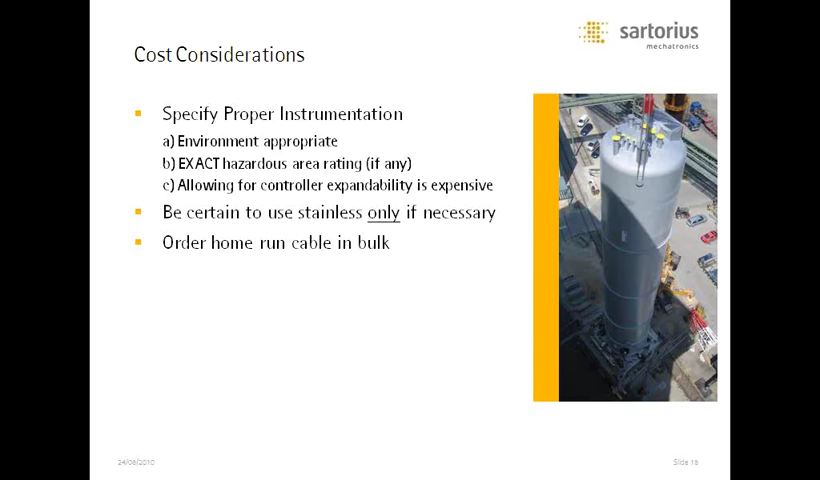 sartorius
mechatronics
Cost Considerations
Specify Proper Instrumentation
a) Environment appropriate
b) EXACT hazardous area rating (if any)
c) Allowing for controller expandability is expensive
Be certain to use stainless only if necessary
Order home run cable in bulk
24/08/2010
Slide 18